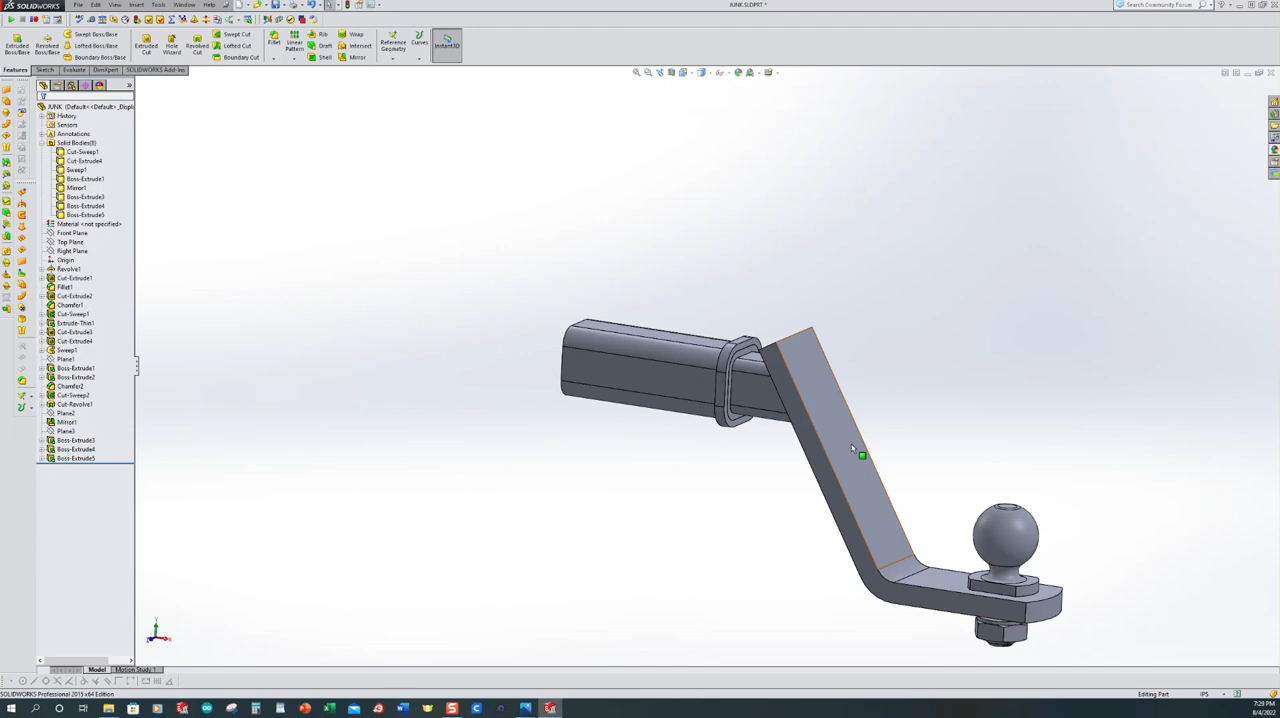 SOLIDWORKS
File Edit View Insert Tools Window Help
JUNK.SLDPRT *
Search Community Forum
Extruded Boss/Base
Revolved Boss/Base
Swept Boss/Base
Lofted Boss/Base
Boundary Boss/Base
Extruded Cut
Hole Wizard
Revolved Cut
Swept Cut
Lofted Cut
Boundary Cut
Fillet
Linear Pattern
Rib
Draft
Shell
Wrap
Intersect
Mirror
Reference Geometry
Curves
Instant3D
Features Sketch Evaluate DimXpert SOLIDWORKS Add-Ins
JUNK (Default<<Default>_Displ
History
Sensors
Annotations
Solid Bodies(8)
Cut-Sweep1
Cut-Extrude4
Sweep1
Boss-Extrude1
Mirror1
Boss-Extrude3
Boss-Extrude4
Boss-Extrude5
Material <not specified>
Front Plane
Top Plane
Right Plane
Origin
Revolve1
Cut-Extrude1
Fillet1
Cut-Extrude2
Chamfer1
Cut-Sweep1
Extrude-Thin1
Cut-Extrude3
Cut-Extrude4
Sweep1
Plane1
Boss-Extrude1
Boss-Extrude2
Chamfer2
Cut-Sweep2
Cut-Revolve1
Plane2
Mirror1
Plane3
Boss-Extrude3
Boss-Extrude4
Boss-Extrude5
Model Motion Study 1
SOLIDWORKS Professional 2015 x64 Edition
Editing Part IPS
7:29 PM
8/4/2022